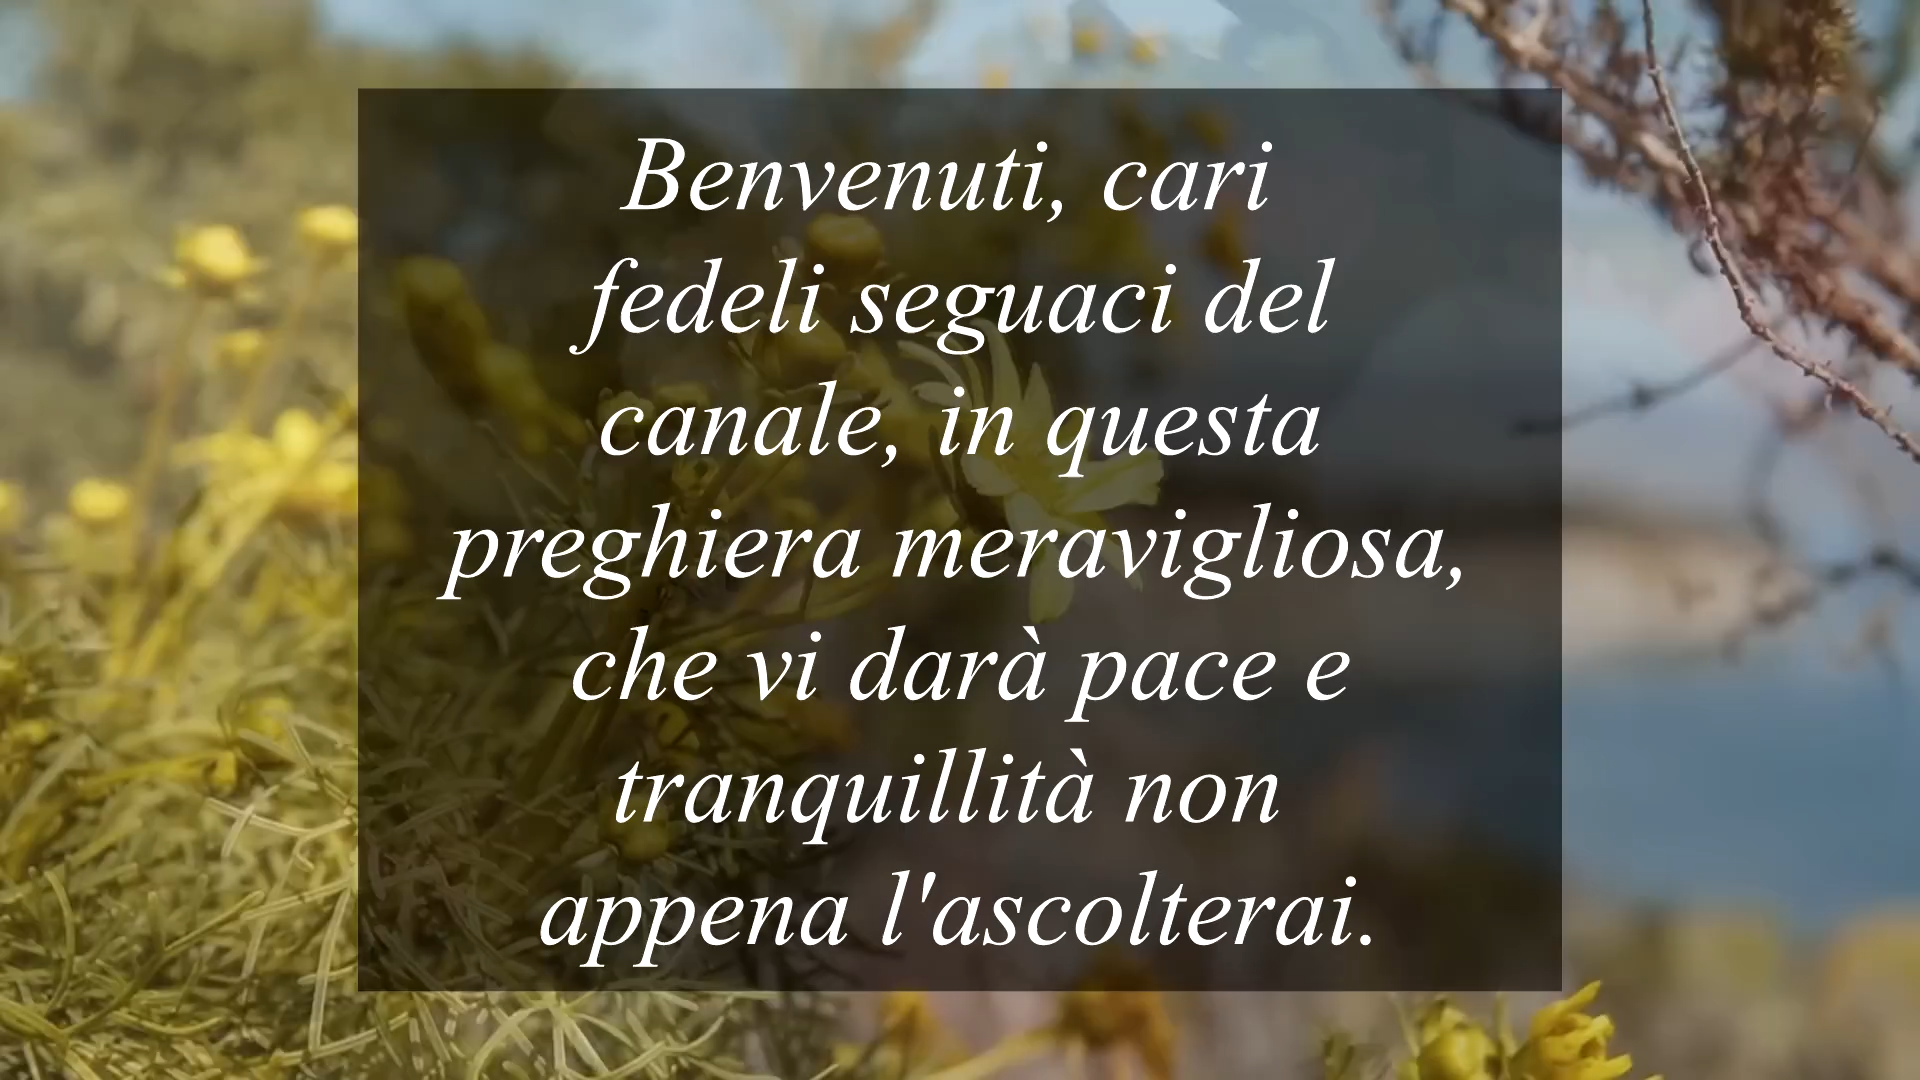 Benvenuti, cari
fedeli seguaci del
canale, in questa
preghiera meravigliosa,
che vi darà pace e
tranquillità non
appena l'ascolterai.